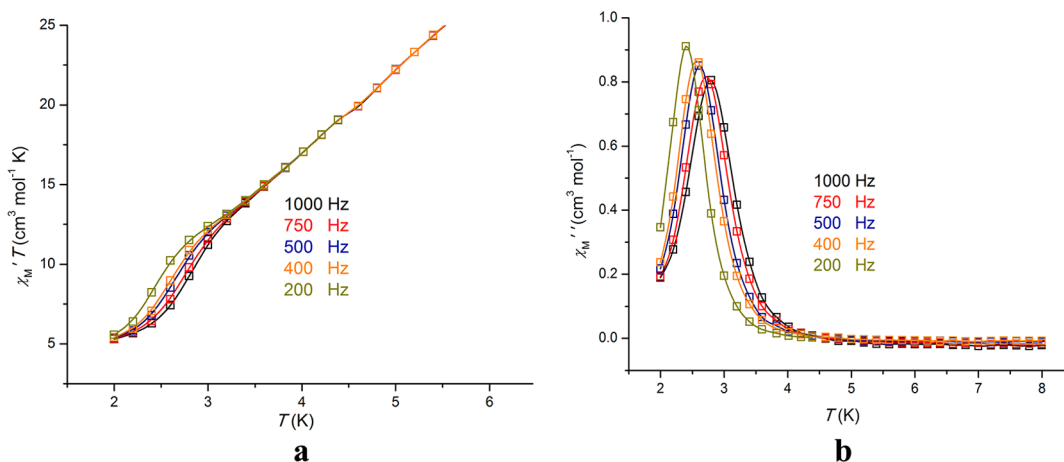 25
20
15
10
5
2
3
4
5
6
χM′ T (cm³ mol⁻¹ K)
1000 Hz
750 Hz
500 Hz
400 Hz
200 Hz
T (K)
a
1.0
0.8
0.6
0.4
0.2
0.0
2
3
4
5
6
7
8
χM′′ (cm³ mol⁻¹)
1000 Hz
750 Hz
500 Hz
400 Hz
200 Hz
T (K)
b